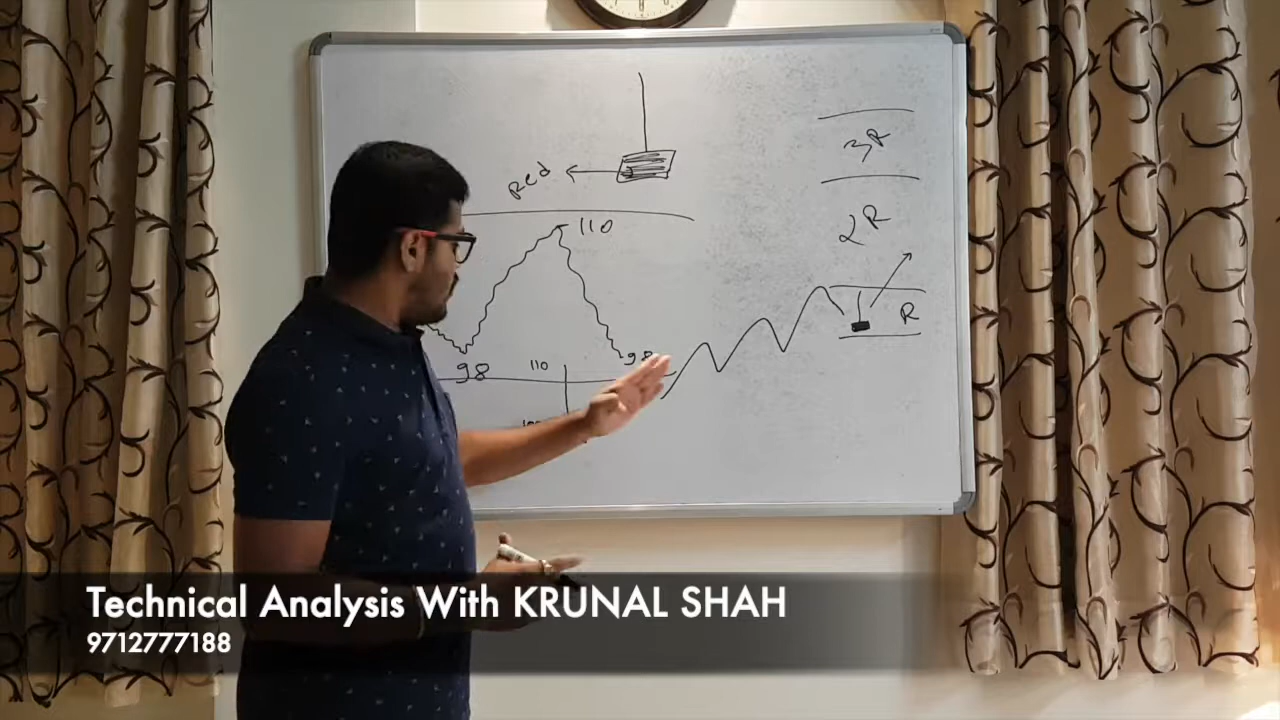 3R
red
2R
110
R
98
98
110
Technical Analysis With KRUNAL SHAH
9712777188